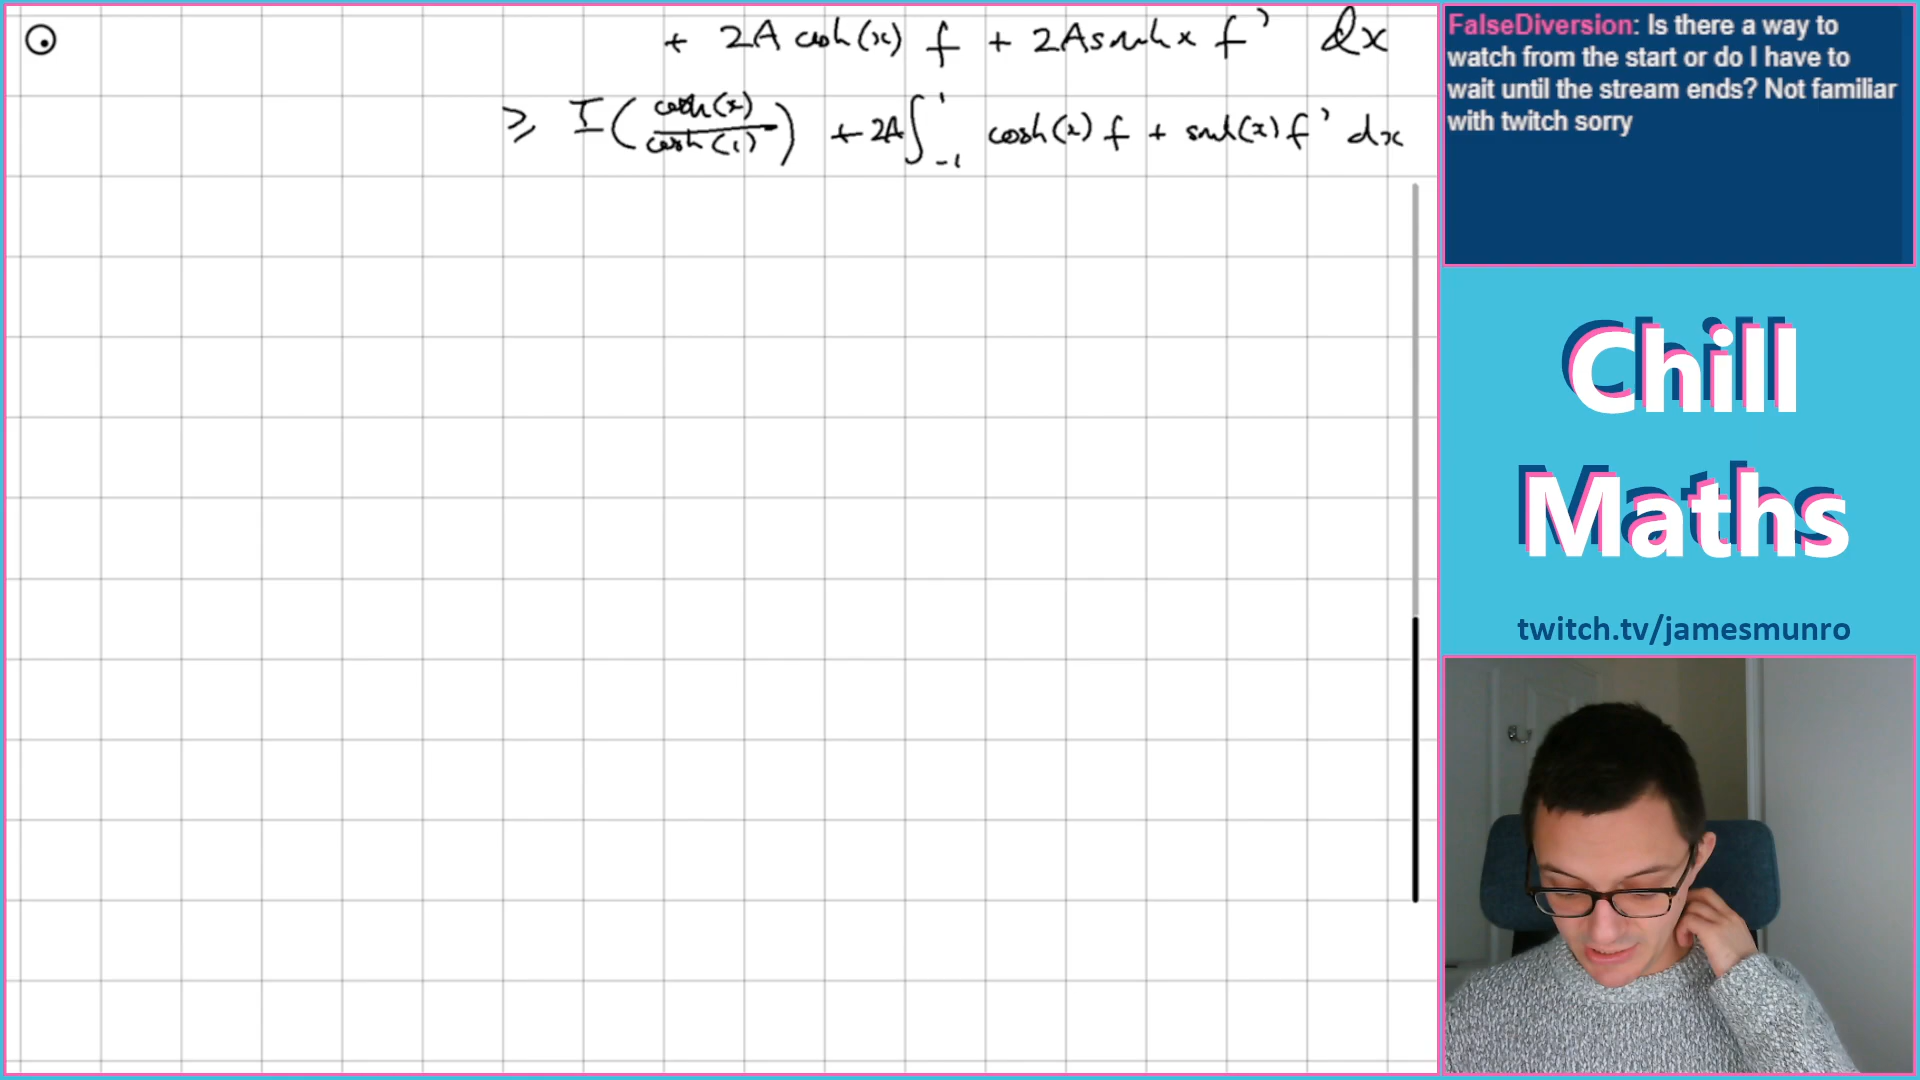 + 2A cosh(x) f + 2A sinh x f' dx
≥ I(cosh(x)/cosh(1)) + 2A∫₋₁¹ cosh(x) f + sinh(x) f' dx
FalseDiversion: Is there a way to
watch from the start or do I have to
wait until the stream ends? Not familiar
with twitch sorry
Chill
Maths
twitch.tv/jamesmunro